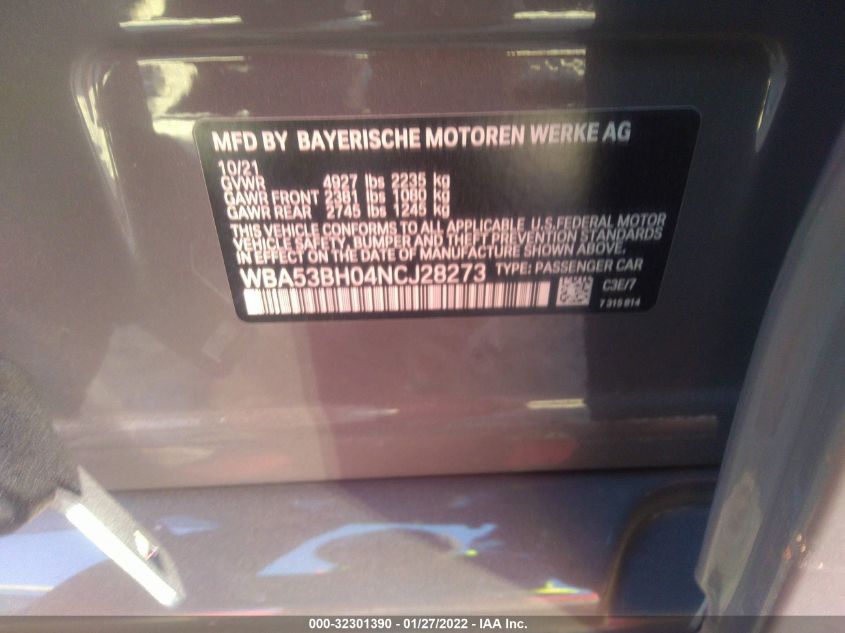 MFD BY BAYERISCHE MOTOREN WERKE AG
10/21
GVWR 4927 lbs 2235 kg
GAWR FRONT 2381 lbs 1080 kg
GAWR REAR 2745 lbs 1245 kg
THIS VEHICLE CONFORMS TO ALL APPLICABLE U.S. FEDERAL MOTOR
VEHICLE SAFETY, BUMPER AND THEFT PREVENTION STANDARDS
IN EFFECT ON THE DATE OF MANUFACTURE SHOWN ABOVE.
WBA53BH04NCJ28273 TYPE: PASSENGER CAR
C3E/7
7 315 814
000-32301390 - 01/27/2022 - IAA Inc.